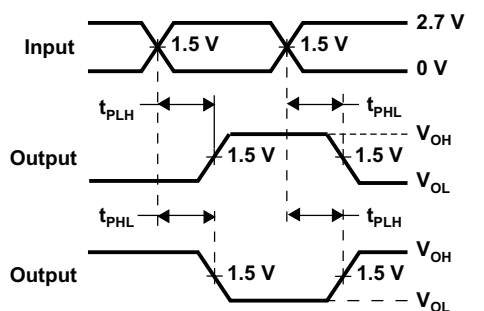 2.7 V
Input 1.5 V 1.5 V
0 V
tPLH tPHL
VOH
Output 1.5 V 1.5 V
VOL
tPHL tPLH
VOH
Output 1.5 V 1.5 V
VOL